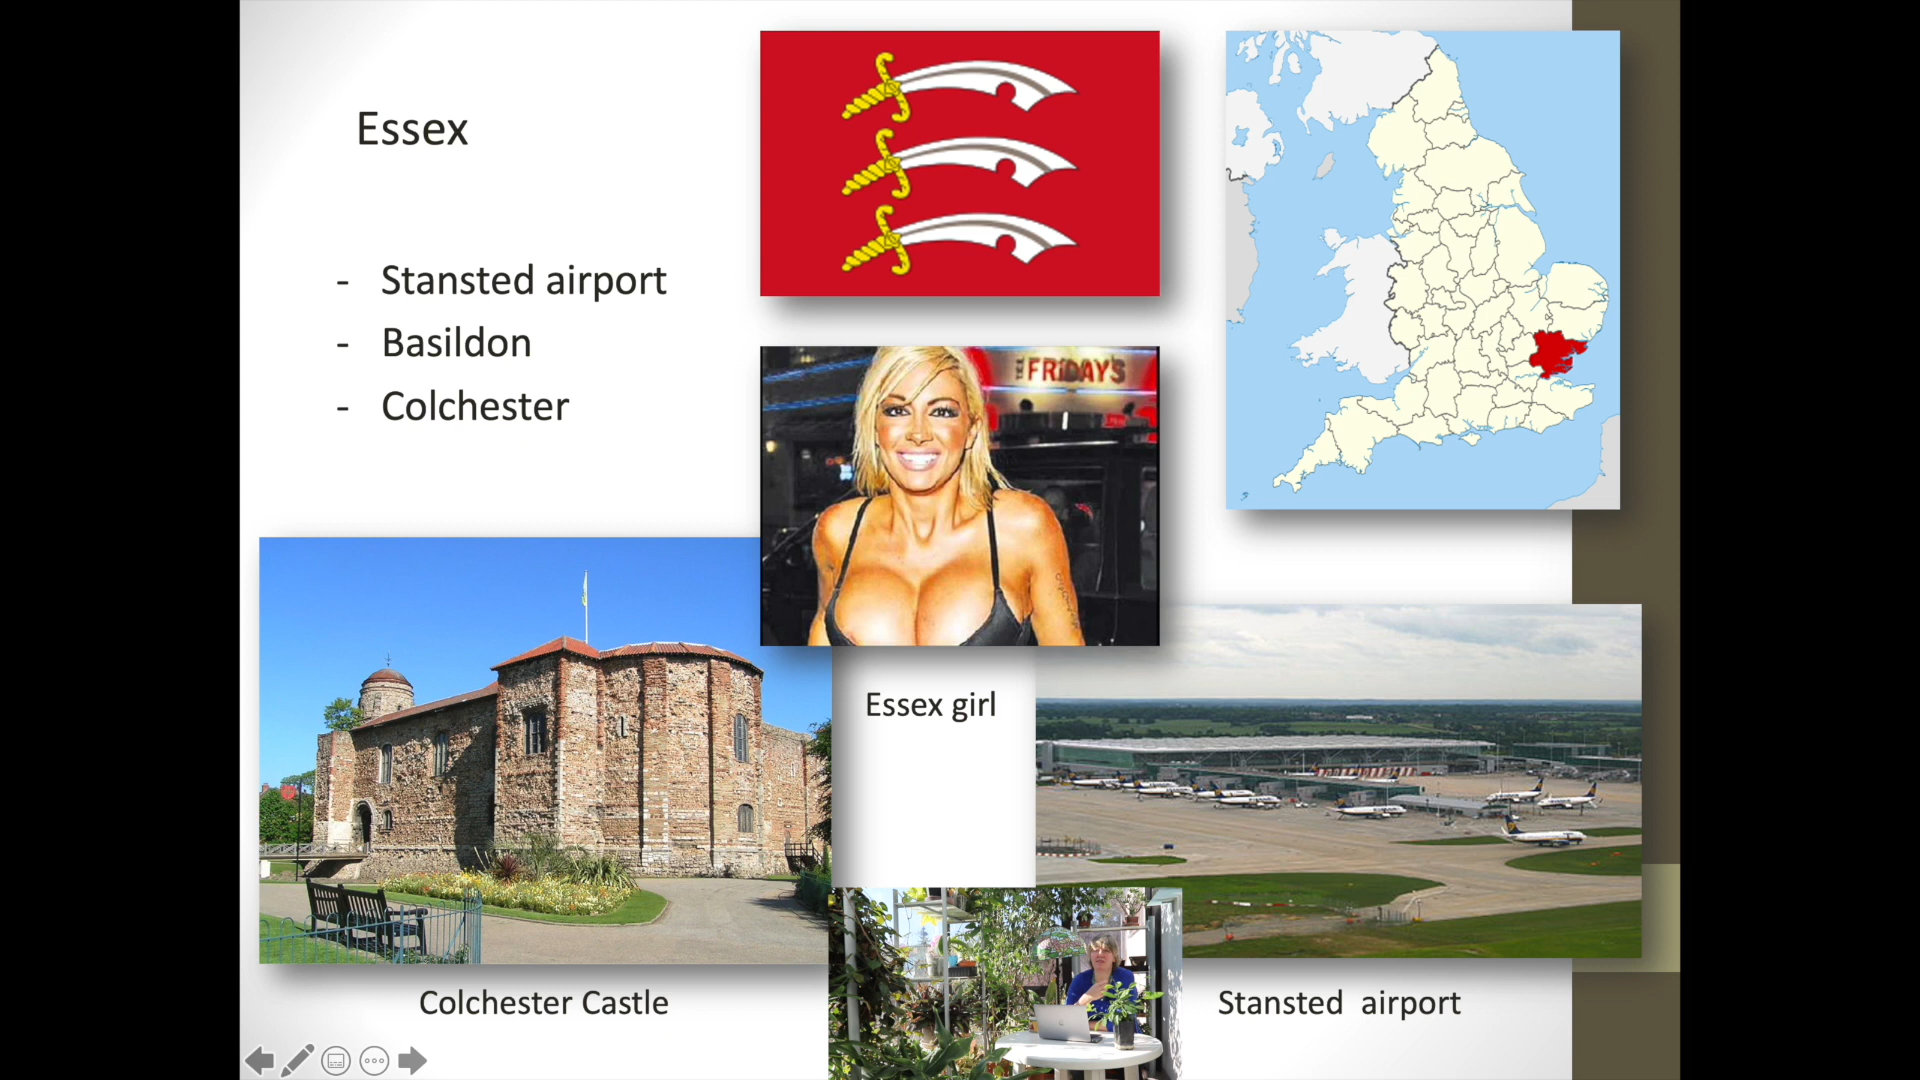 Essex
- Stansted airport
- Basildon
- Colchester
FRIDAY'S
Essex girl
Colchester Castle
Stansted airport